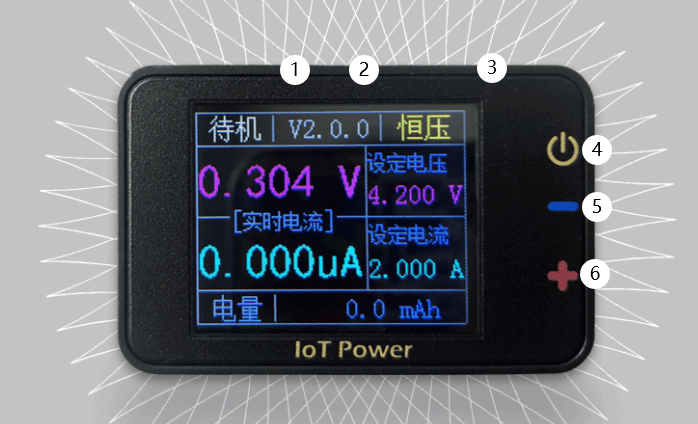 1
2
3
待机 V2.0.0 恒压
4
0.304 V
设定电压
4.200 V
5
[实时电流]
0.000uA
设定电流
2.000 A
6
电量 0.0 mAh
IoT Power